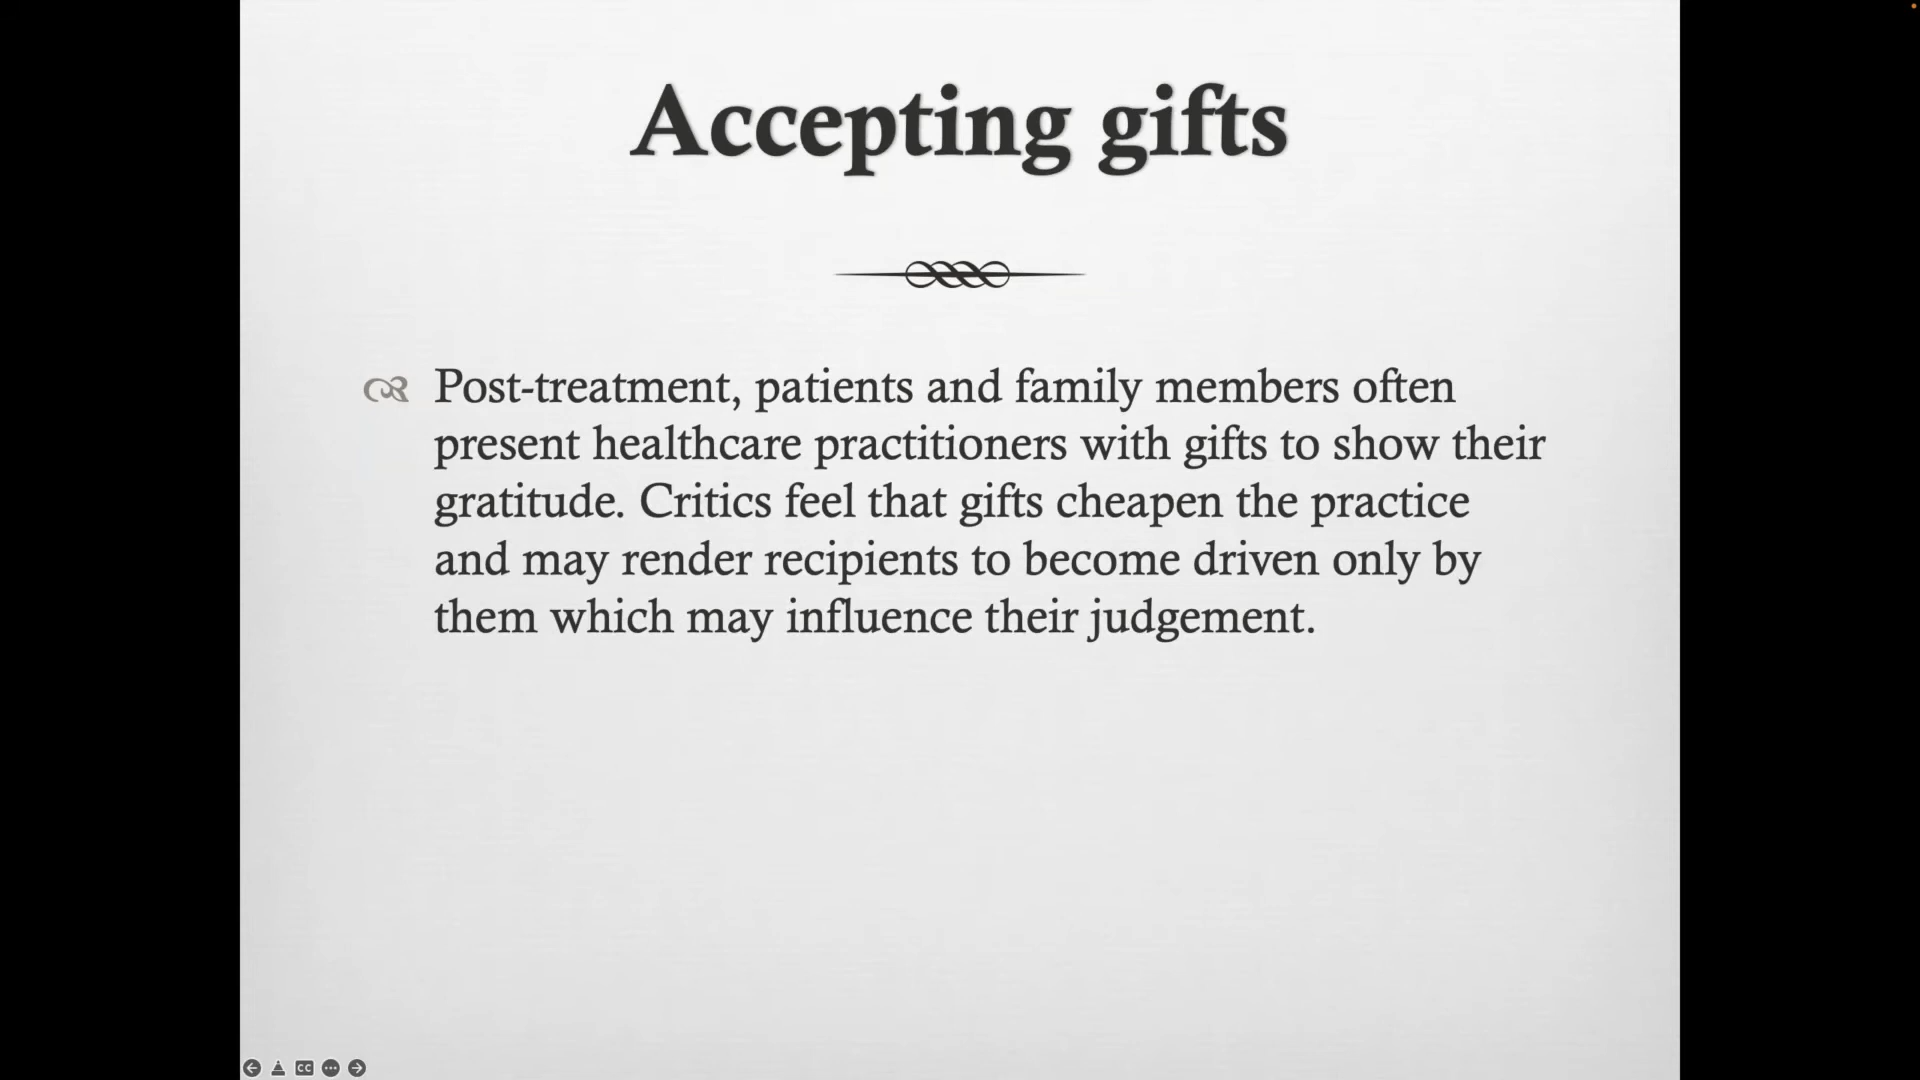 Accepting gifts
Post-treatment, patients and family members often
present healthcare practitioners with gifts to show their
gratitude. Critics feel that gifts cheapen the practice
and may render recipients to become driven only by
them which may influence their judgement.
CC